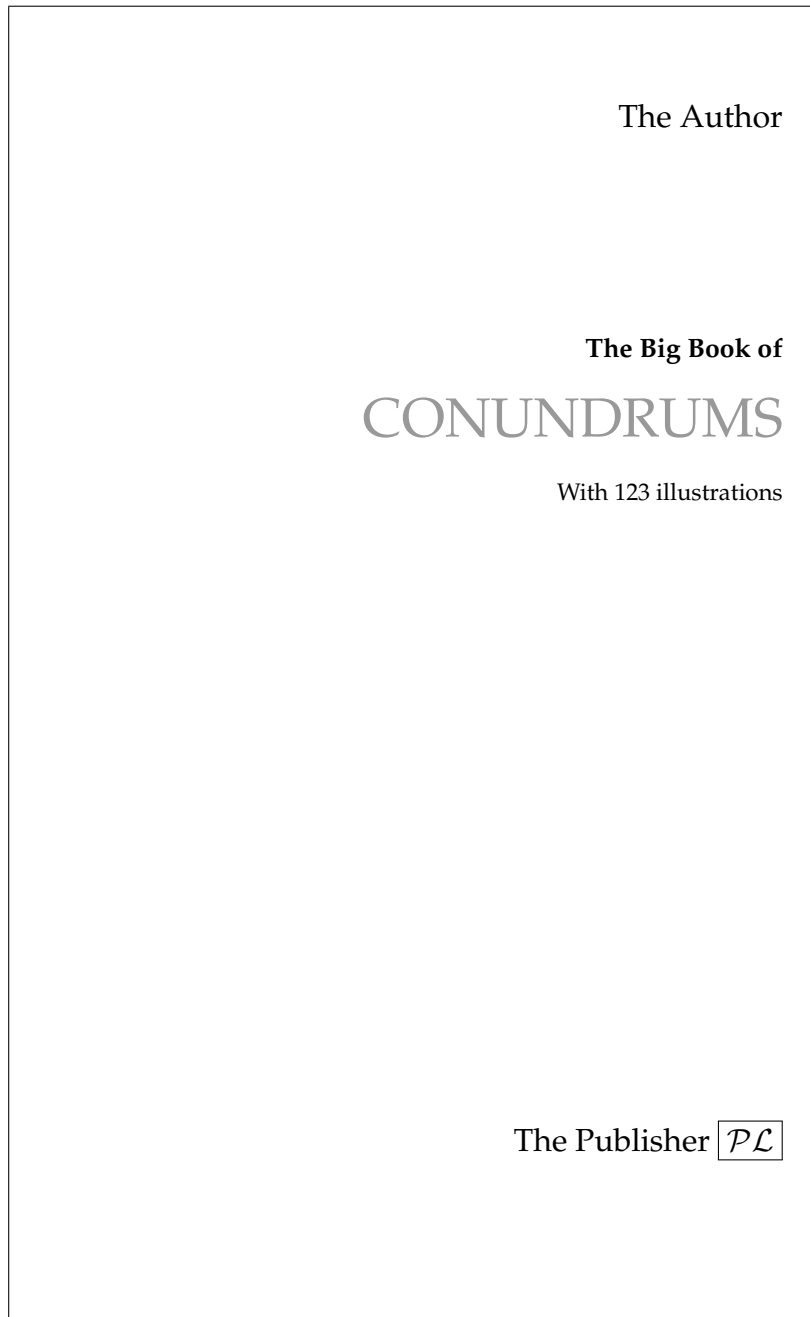 The Author
The Big Book of
CONUNDRUMS
With 123 illustrations
The Publisher PL